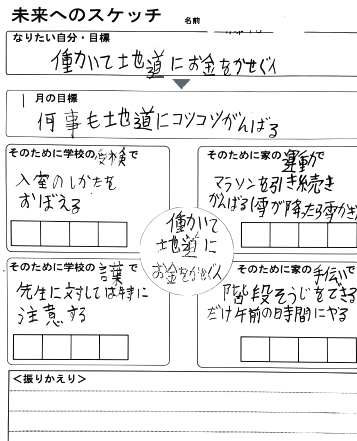 未来へのスケッチ
名前
なりたい自分・目標
働いて地道にお金をかせぐ人
1月の目標
何事も地道にコツコツがんばる
そのために学校の受検で
入室のしかたを
おぼえる
そのために家の運動で
マラソンを引き続き
がんばる(雪が降ったら雪かき
働いて
地道に
お金をかせぐ人
そのために学校の言葉で
先生に対しては特に
注意する
そのために家の手伝いで
階段そうじをできる
だけ午前の時間にやる
<振りかえり>